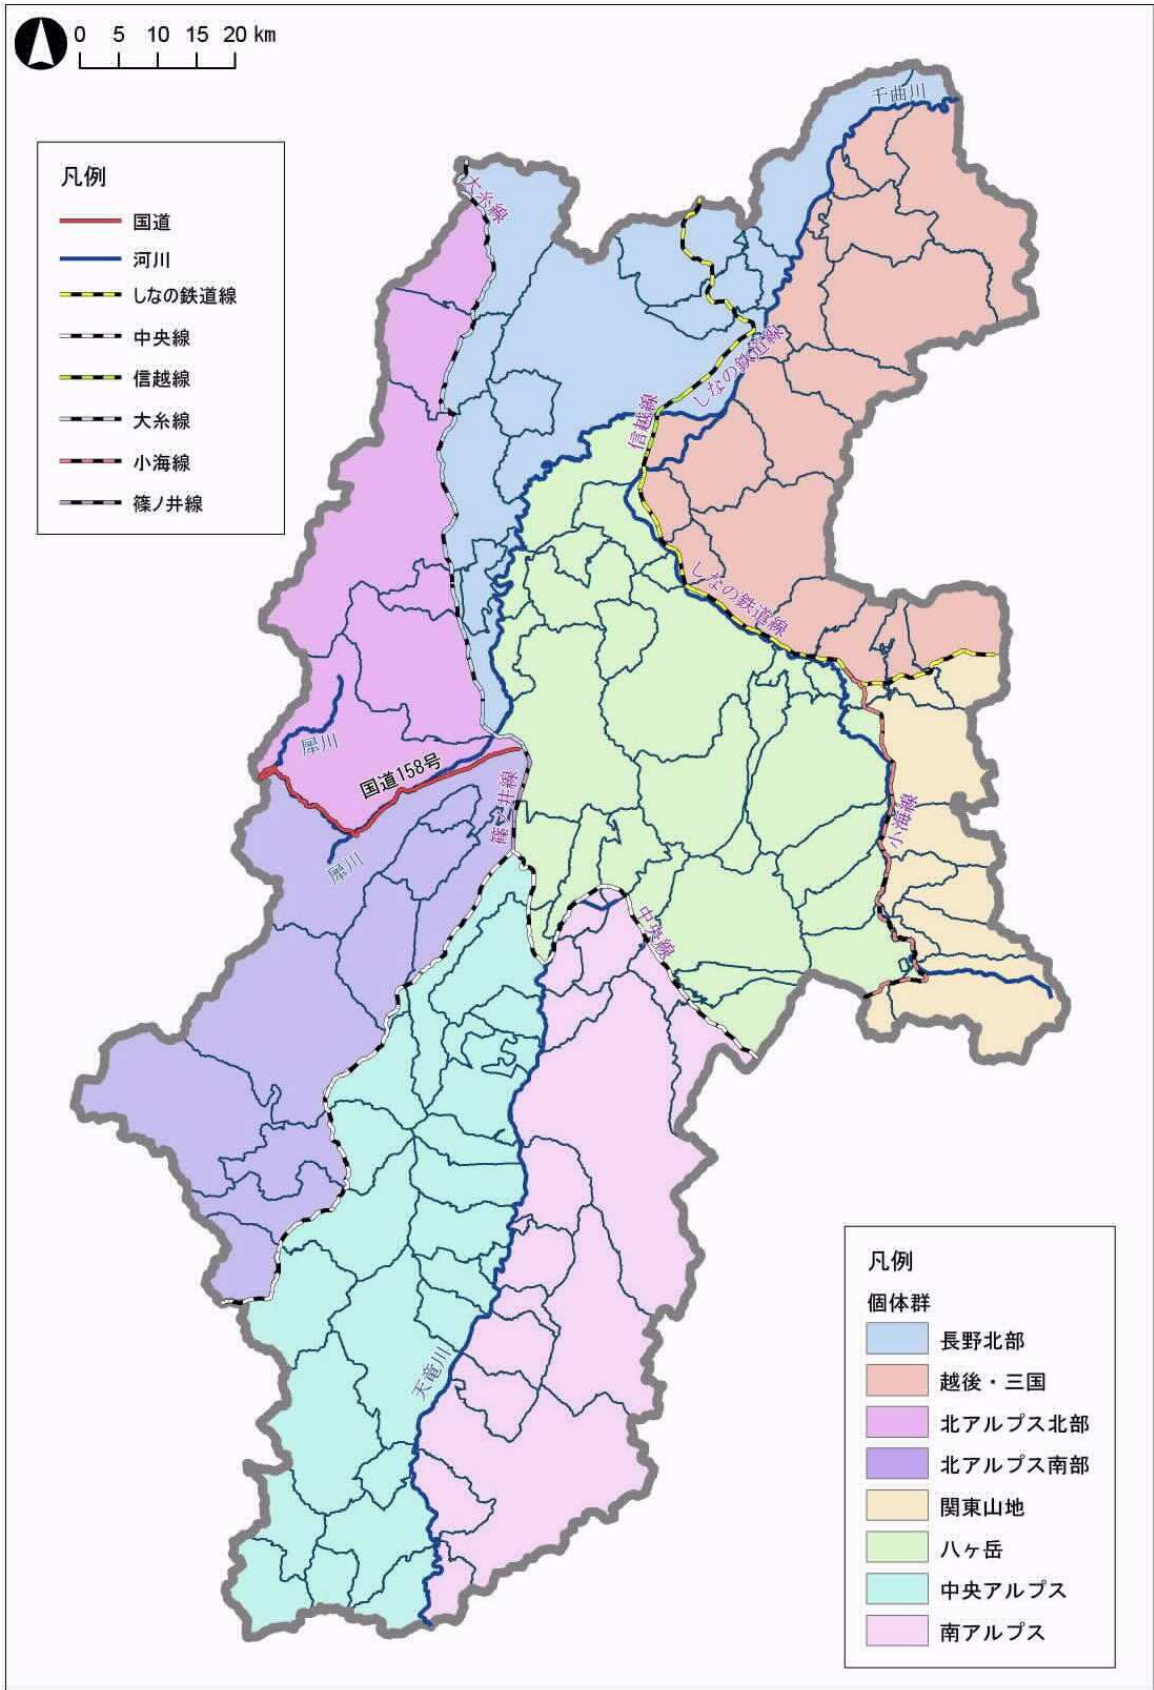 0 5 10 15 20 km
千曲川
凡例
国道
河川
しなの鉄道線
中央線
信越線
大糸線
小海線
篠ノ井線
大糸線
しなの鉄道線
信越線
しなの鉄道線
犀川
国道158号
篠ノ井線
小海線
犀川
中央線
天竜川
凡例
個体群
長野北部
越後・三国
北アルプス北部
北アルプス南部
関東山地
八ヶ岳
中央アルプス
南アルプス